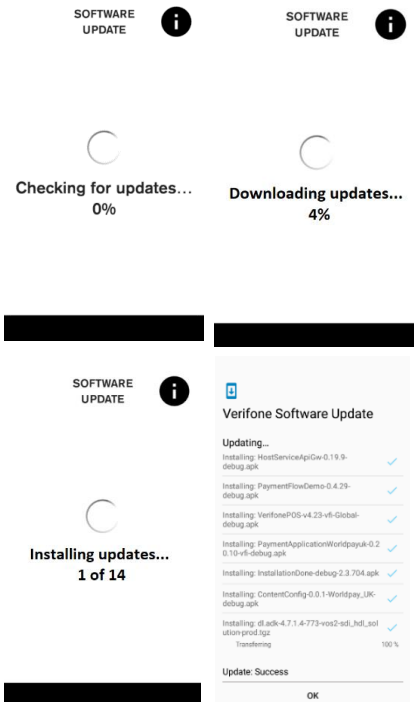 SOFTWARE
UPDATE
Checking for updates...
0%
SOFTWARE
UPDATE
Downloading updates...
4%
SOFTWARE
UPDATE
Installing updates...
1 of 14
Verifone Software Update
Updating...
Installing: HostServiceApiGw-0.19.9-
debug.apk
Installing: PaymentFlowDemo-0.4.29-
debug.apk
Installing: VerifonePOS-v4.23-vfi-Global-
debug.apk
Installing: PaymentApplicationWorldpayuk-0.2
0.10-vfi-debug.apk
Installing: InstallationDone-debug-2.3.704.apk
Installing: ContentConfig-0.0.1-Worldpay_UK-
debug.apk
Installing: dl.adk-4.7.1.4-773-vos2-sdi_hdl_sol
ution-prod.tgz
Transferring 100 %
Update: Success
OK